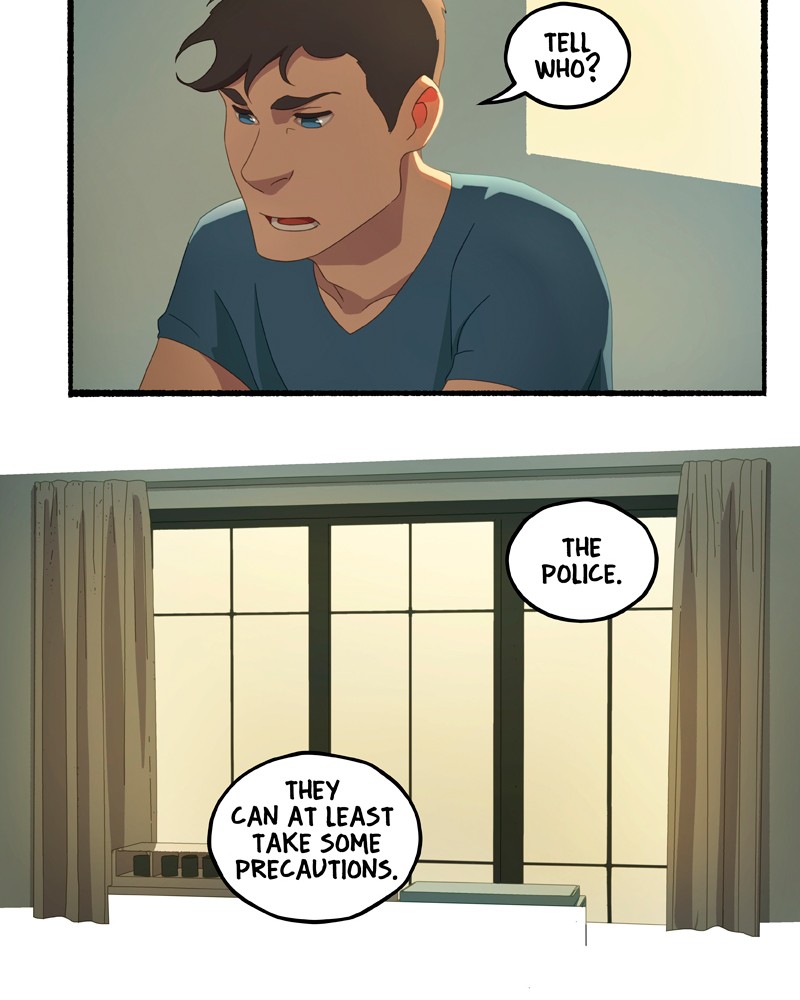 TELL
WHO?
THE
POLICE.
THEY
CAN AT LEAST
TAKE SOME
PRECAUTIONS.